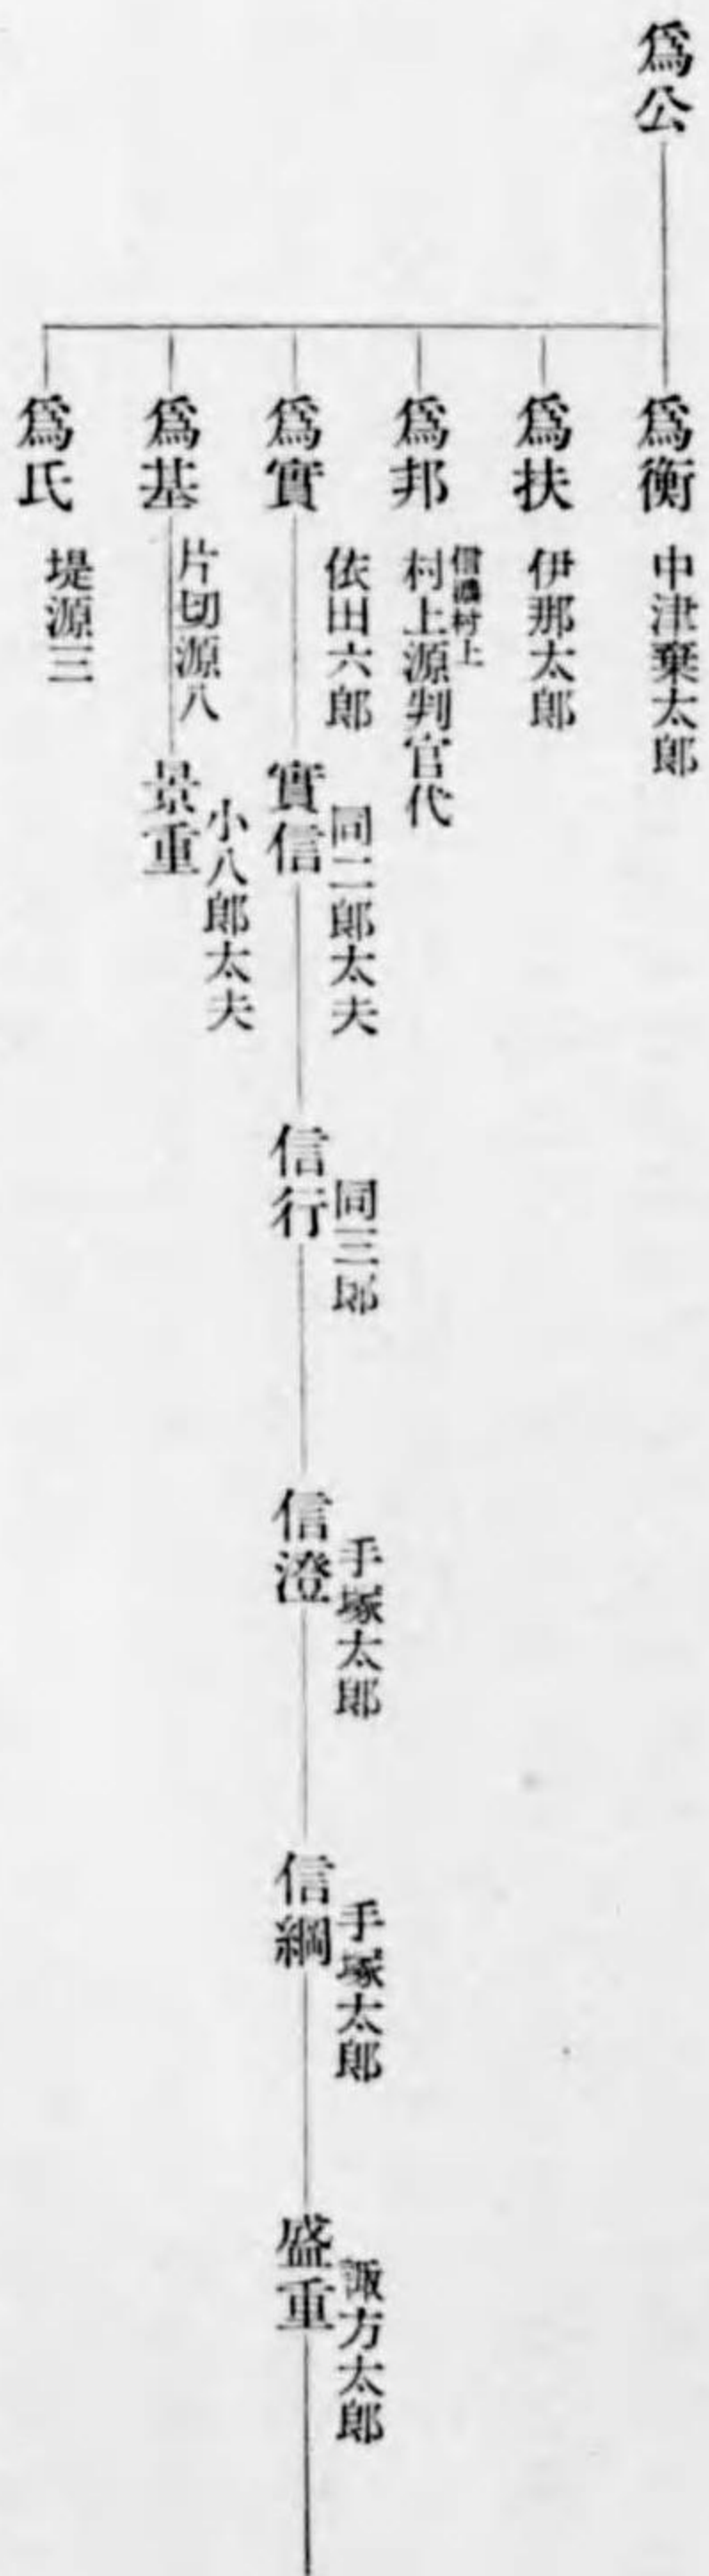 爲公
爲衡
中津棄太郎
爲扶
伊那太郎
爲邦
信濃村上
村上源判官代
爲實
依田六郎
實信
同二郎太夫
信行
同三郎
信澄
手塚太郎
信綱
手塚太郎
盛重
諏方太郎
爲基
片切源八
景重
小八郎太夫
爲氏
堤源三